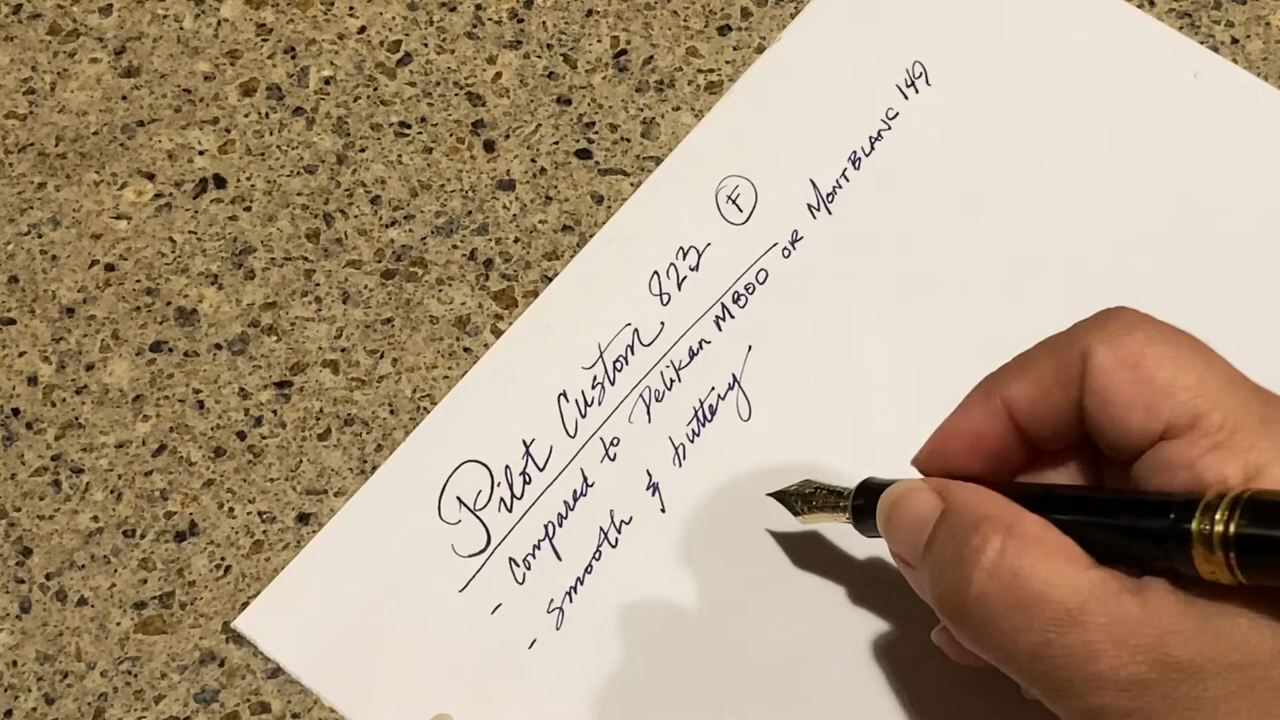 Pilot Custom 823 F
- Compared to Pelikan M800 OR MONTBLANC 149
- smooth & buttery